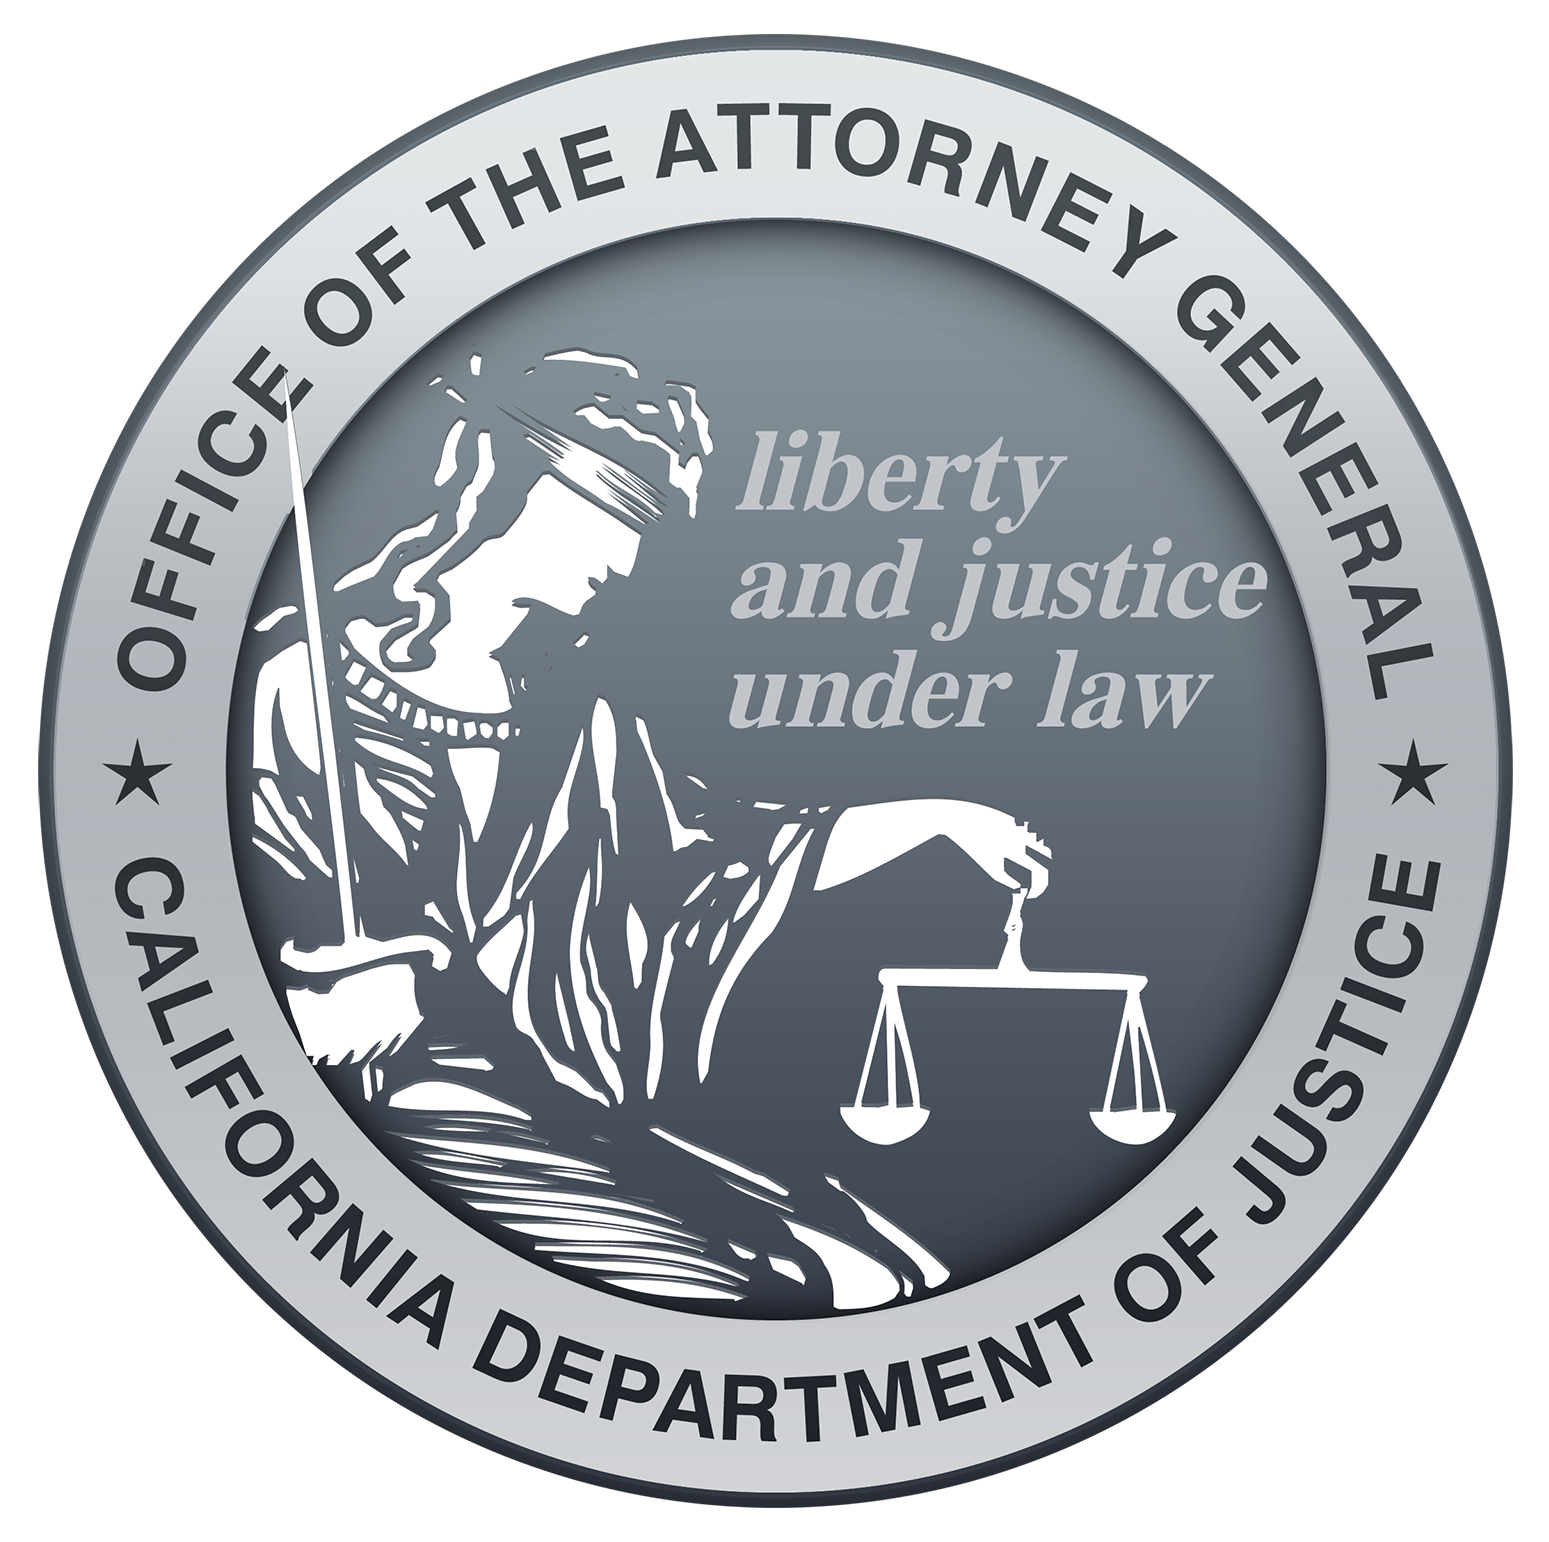 OFFICE OF THE ATTORNEY GENERAL
liberty
and justice
under law
CALIFORNIA DEPARTMENT OF JUSTICE